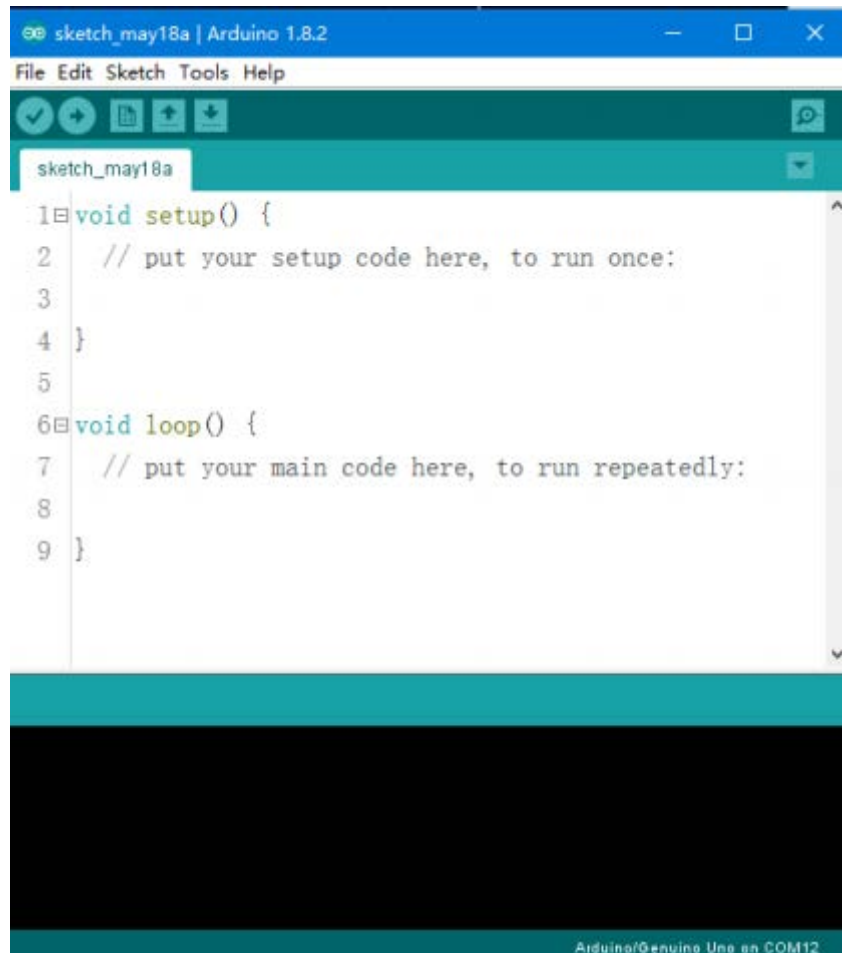 sketch_may18a | Arduino 1.8.2
File Edit Sketch Tools Help
sketch_may18a
1 void setup() {
2 // put your setup code here, to run once:
3
4 }
5
6 void loop() {
7 // put your main code here, to run repeatedly:
8
9 }
Arduino/Genuino Uno on COM12